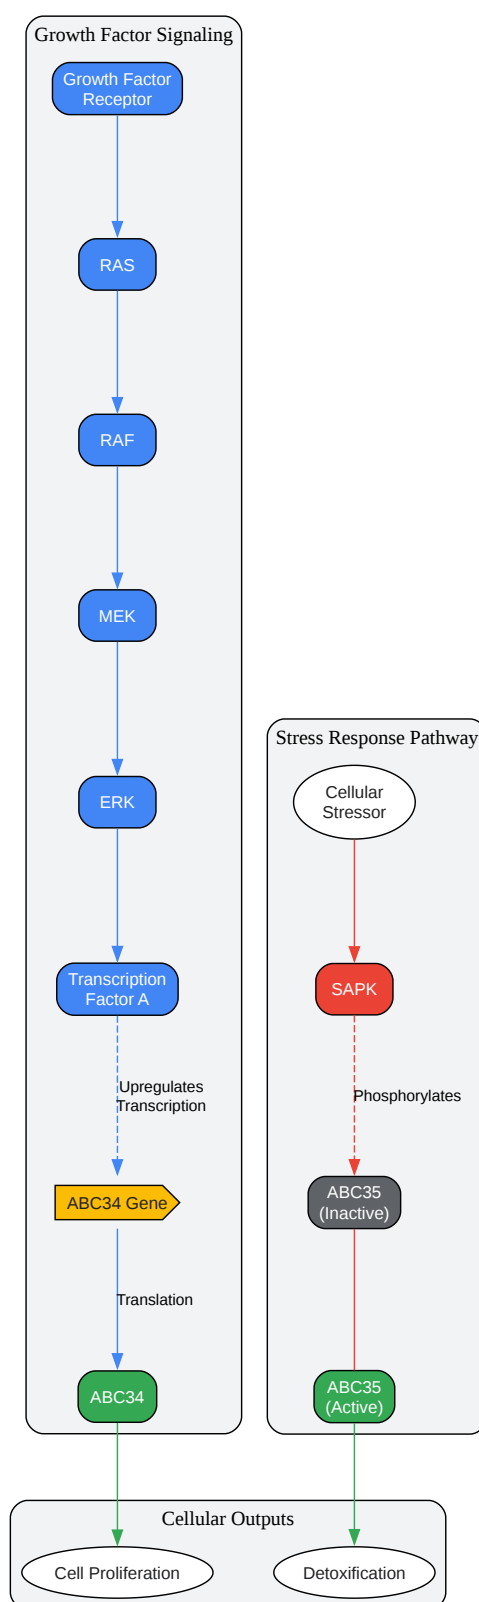 Growth Factor Signaling
Growth Factor
Receptor
RAS
RAF
MEK
ERK
Transcription
Factor A
Upregulates
Transcription
ABC34 Gene
Translation
ABC34
Stress Response Pathway
Cellular
Stressor
SAPK
Phosphorylates
ABC35
(Inactive)
ABC35
(Active)
Cellular Outputs
Cell Proliferation
Detoxification